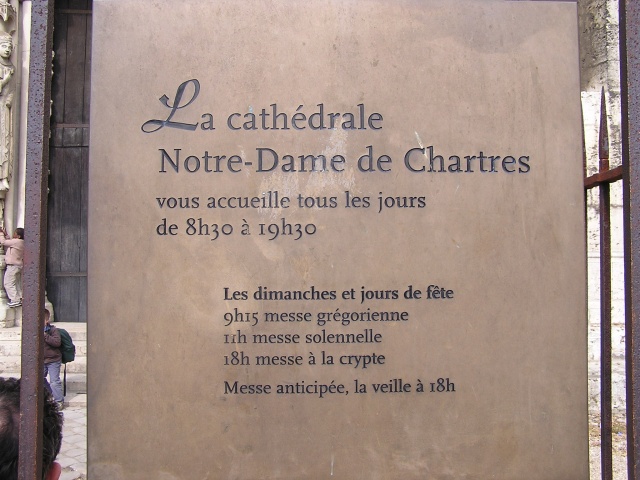 La cathédrale
Notre-Dame de Chartres
vous accueille tous les jours
de 8h30 à 19h30
Les dimanches et jours de fête
9h15 messe grégorienne
11h messe solennelle
18h messe à la crypte
Messe anticipée, la veille à 18h